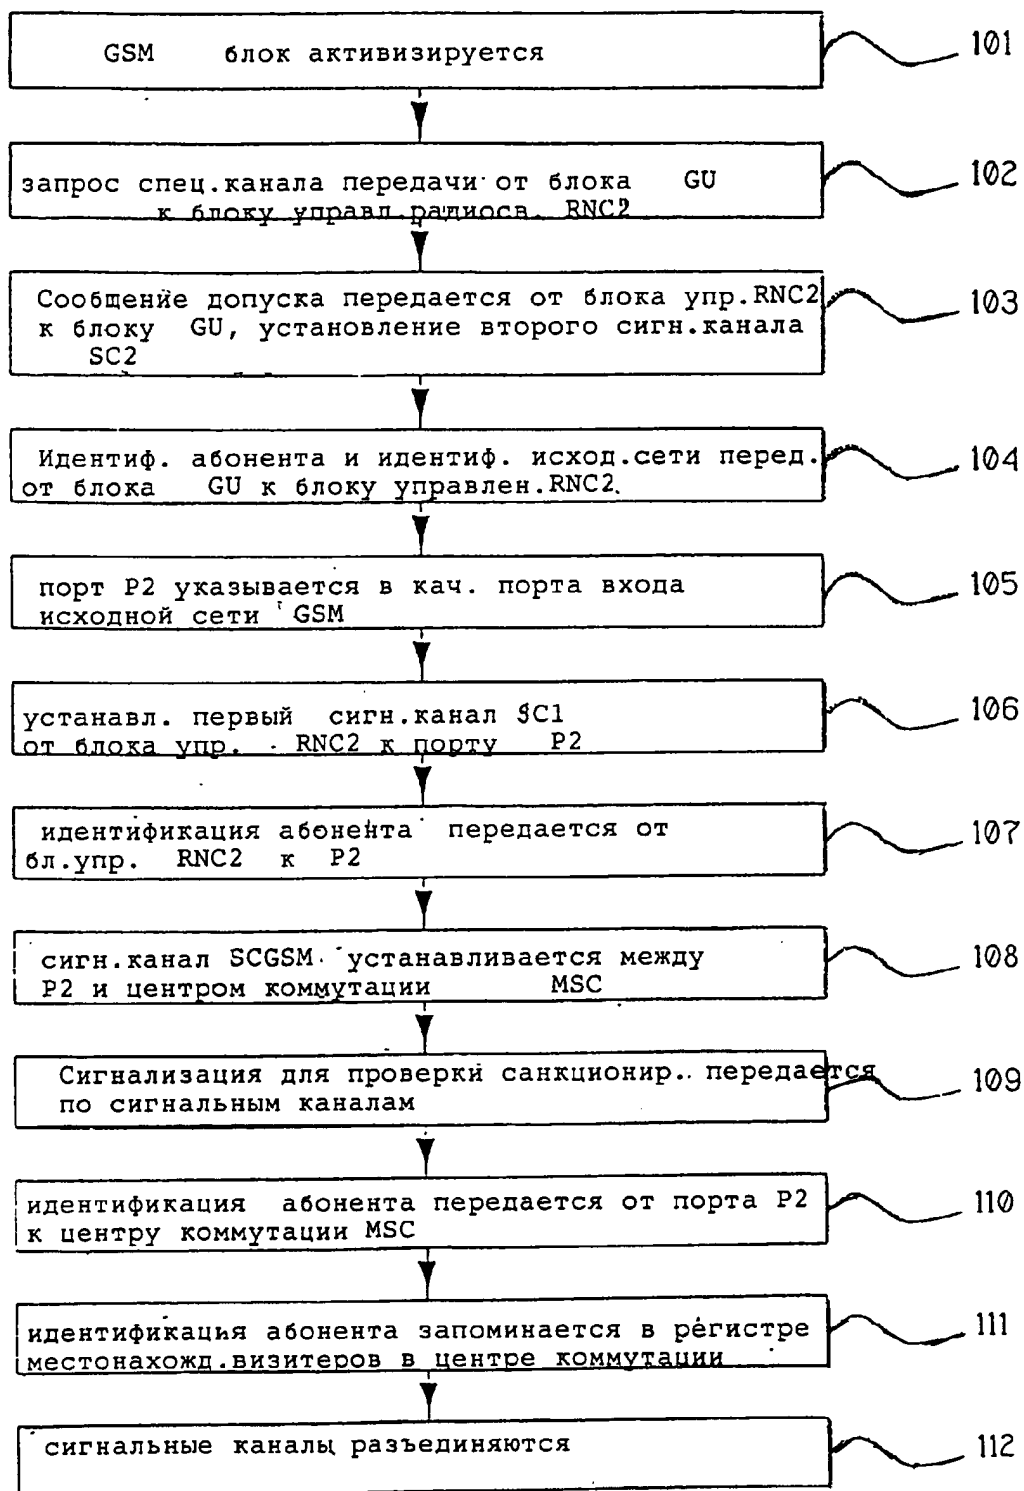 GSM блок активизируется
101
запрос спец.канала передачи от блока GU
к блоку управл.радиосв. RNC2
102
Сообщение допуска передается от блока упр.RNC2
к блоку GU, установление второго сигн.канала
SC2
103
Идентиф. абонента и идентиф. исход.сети перед.
от блока GU к блоку управлен.RNC2.
104
порт P2 указывается в кач. порта входа
исходной сети GSM
105
устанавл. первый сигн.канал SC1
от блока упр. RNC2 к порту P2
106
идентификация абонента передается от
бл.упр. RNC2 к P2
107
сигн.канал SCGSM. устанавливается между
P2 и центром коммутации MSC
108
Сигнализация для проверки санкционир.. передается
по сигнальным каналам
109
идентификация абонента передается от порта P2
к центру коммутации MSC
110
идентификация абонента запоминается в регистре
местонахожд.визитеров в центре коммутации
111
сигнальные каналы разъединяются
112